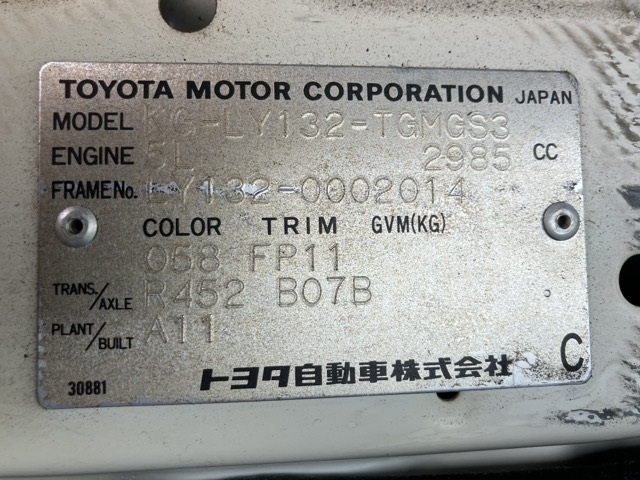 TOYOTA MOTOR CORPORATION JAPAN
MODEL KG-LY132-TGMGS3
ENGINE 5L 2985 CC
FRAME No. LY132-0002014
COLOR TRIM GVM(KG)
058 FP11
TRANS./AXLE R452 B07B
PLANT/BUILT A11
トヨタ自動車株式会社 C
30881